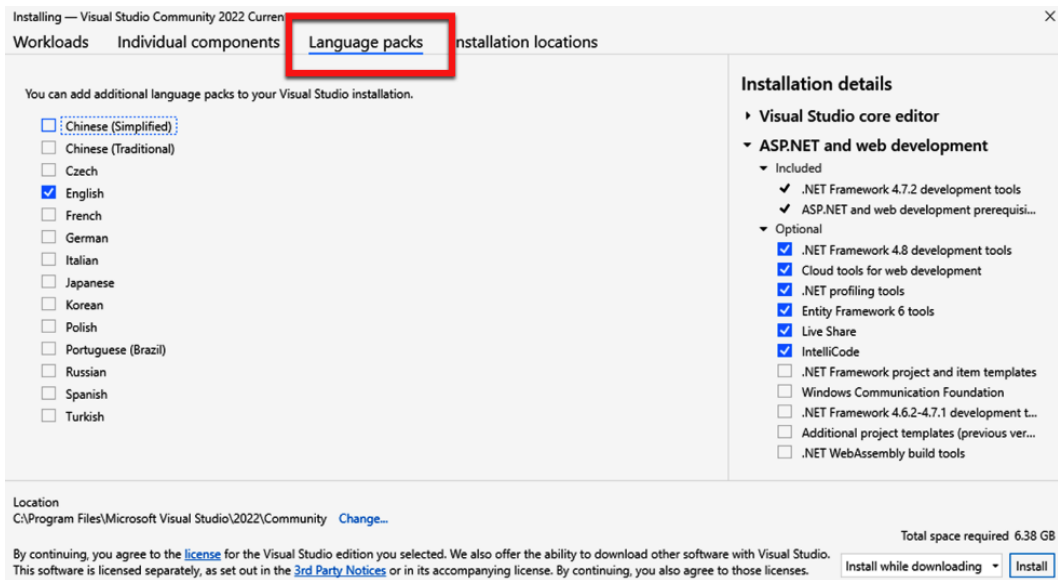 Installing — Visual Studio Community 2022
Workloads Individual components Language packs nstallation locations
You can add additional language packs to your Visual Studio installation.
Chinese (Simplified)
Chinese (Traditional)
Czech
English
French
German
Italian
Japanese
Korean
Polish
Portuguese (Brazil)
Russian
Spanish
Turkish
Installation details
Visual Studio core editor
ASP.NET and web development
Included
.NET Framework 4.7.2 development tools
ASP.NET and web development prerequisi...
Optional
.NET Framework 4.8 development tools
Cloud tools for web development
.NET profiling tools
Entity Framework 6 tools
Live Share
IntelliCode
.NET Framework project and item templates
Windows Communication Foundation
.NET Framework 4.6.2-4.7.1 development t...
Additional project templates (previous ver...
.NET WebAssembly build tools
Location
C:\Program Files\Microsoft Visual Studio\2022\Community Change...
Total space required 6.38 GB
By continuing, you agree to the license for the Visual Studio edition you selected. We also offer the ability to download other software with Visual Studio.
This software is licensed separately, as set out in the 3rd Party Notices or in its accompanying license. By continuing, you also agree to those licenses.
Install while downloading Install